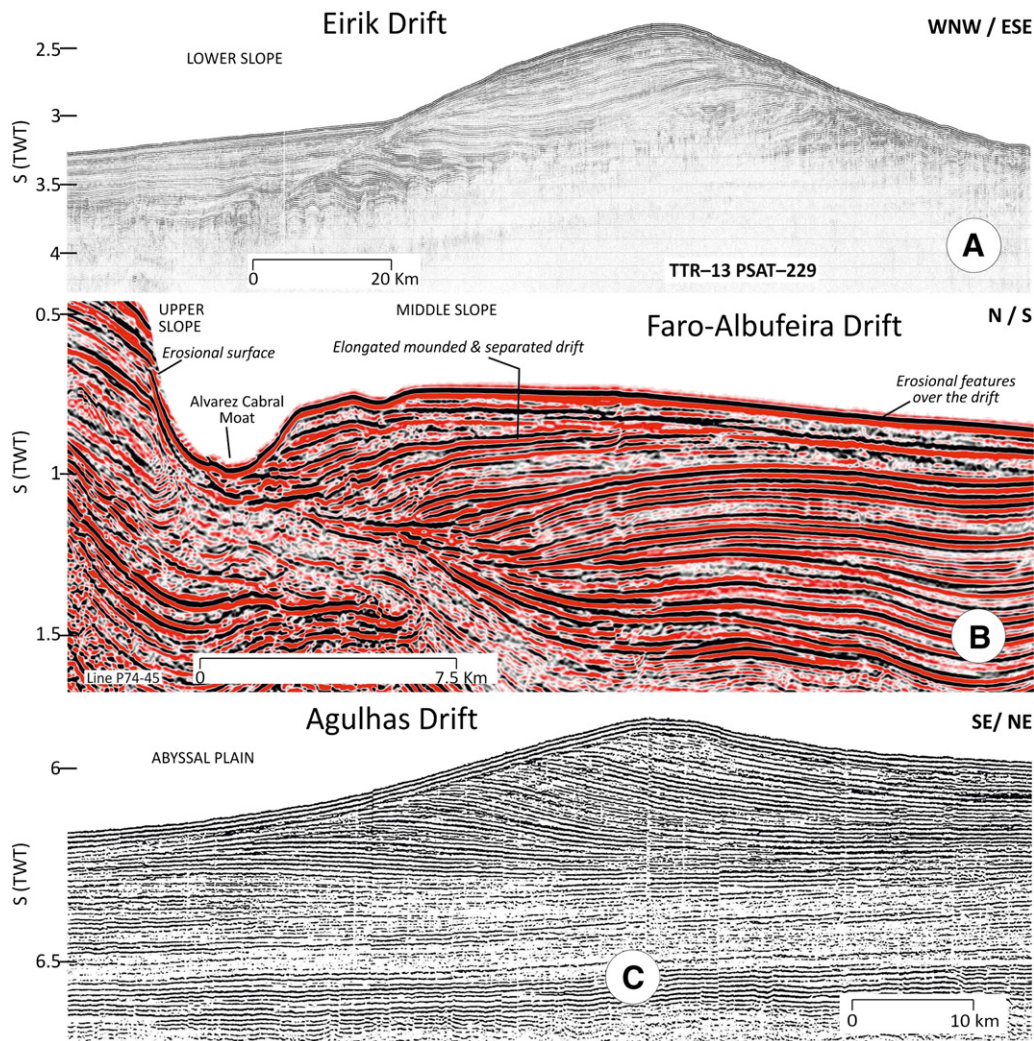 Eirik Drift
WNW / ESE
LOWER SLOPE
2.5
3
3.5
4
S (TWT)
0
20 Km
TTR–13 PSAT–229
A
0.5
UPPER
SLOPE
MIDDLE SLOPE
N / S
Faro-Albufeira Drift
Erosional surface
Elongated mounded & separated drift
Erosional features
over the drift
Alvarez Cabral
Moat
1
S (TWT)
1.5
B
Line P74-45
0
7.5 Km
Agulhas Drift
SE/ NE
ABYSSAL PLAIN
6
S (TWT)
6.5
C
0
10 km